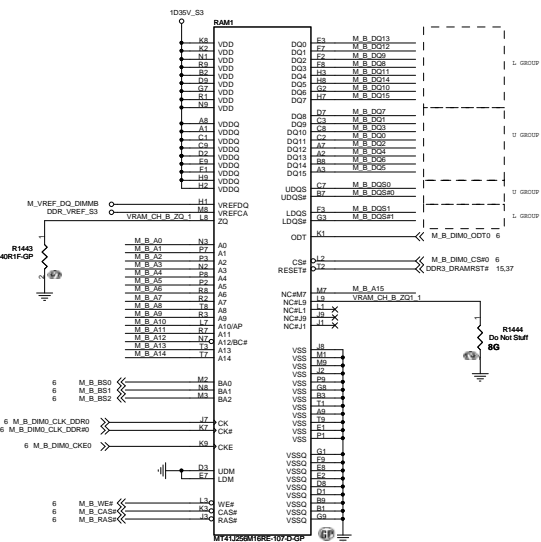 1D35V_S3
RAM1
K8 VDD
K2 VDD
N1 VDD
R9 VDD
B2 VDD
D9 VDD
G7 VDD
R1 VDD
N9 VDD
A8 VDDQ
A1 VDDQ
C1 VDDQ
C9 VDDQ
D2 VDDQ
E9 VDDQ
F1 VDDQ
H9 VDDQ
H2 VDDQ
M_VREF_DQ_DIMMB H1 VREFDQ
DDR_VREF_S3 M8 VREFCA
VRAM_CH_B_ZQ_1 L8 ZQ
R1443
40R1F-GP
1
2
M_B_A0 N3 A0
M_B_A1 P7 A1
M_B_A2 P3 A2
M_B_A3 N2 A3
M_B_A4 P8 A4
M_B_A5 P2 A5
M_B_A6 R8 A6
M_B_A7 R2 A7
M_B_A8 T8 A8
M_B_A9 R3 A9
M_B_A10 L7 A10/AP
M_B_A11 R7 A11
M_B_A12 N7 A12/BC#
M_B_A13 T3 A13
M_B_A14 T7 A14
6 M_B_BS0 M2 BA0
6 M_B_BS1 N8 BA1
6 M_B_BS2 M3 BA2
6 M_B_DIM0_CLK_DDR0 J7 CK
6 M_B_DIM0_CLK_DDR#0 K7 CK#
6 M_B_DIM0_CKE0 K9 CKE
D3 UDM
E7 LDM
6 M_B_WE# L3 WE#
6 M_B_CAS# K3 CAS#
6 M_B_RAS# J3 RAS#
DQ0 E3 M_B_DQ13
DQ1 F7 M_B_DQ12
DQ2 F2 M_B_DQ9
DQ3 F8 M_B_DQ8
DQ4 H3 M_B_DQ11
DQ5 H8 M_B_DQ14
DQ6 G2 M_B_DQ10
DQ7 H7 M_B_DQ15
L GROUP
DQ8 D7 M_B_DQ7
DQ9 C3 M_B_DQ1
DQ10 C8 M_B_DQ3
DQ11 C2 M_B_DQ0
DQ12 A7 M_B_DQ2
DQ13 A2 M_B_DQ4
DQ14 B8 M_B_DQ6
DQ15 A3 M_B_DQ5
U GROUP
UDQS C7 M_B_DQS0
UDQS# B7 M_B_DQS#0
U GROUP
LDQS F3 M_B_DQS1
LDQS# G3 M_B_DQS#1
L GROUP
ODT K1 M_B_DIM0_ODT0 6
CS# L2 M_B_DIM0_CS#0 6
RESET# T2 DDR3_DRAMRST# 15,37
NC#M7 M7 M_B_A15
NC#L9 L9 VRAM_CH_B_ZQ1_1
NC#L1 L1
NC#J9 J9
NC#J1 J1
1
R1444
Do Not Stuff
8G
2
VSS J8
VSS M1
VSS M9
VSS J2
VSS P9
VSS G8
VSS B3
VSS T1
VSS A9
VSS T9
VSS E1
VSS P1
VSSQ G1
VSSQ F9
VSSQ E8
VSSQ E2
VSSQ D8
VSSQ D1
VSSQ B9
VSSQ B1
VSSQ G9
MT41J256M16RE-107-D-GP